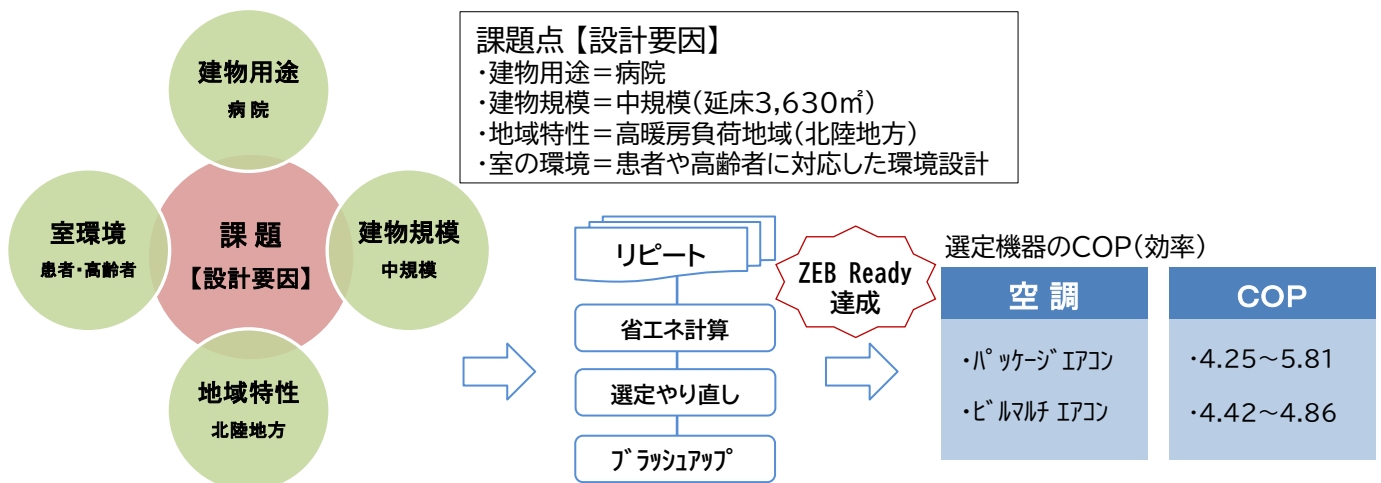 建物用途
病院
室環境
患者・高齢者
課題
【設計要因】
建物規模
中規模
地域特性
北陸地方
課題点【設計要因】
・建物用途＝病院
・建物規模＝中規模（延床3,630㎡）
・地域特性＝高暖房負荷地域（北陸地方）
・室の環境＝患者や高齢者に対応した環境設計
リピート
省エネ計算
選定やり直し
ﾌﾞﾗｯｼｭｱｯﾌﾟ
ZEB Ready
達成
選定機器のCOP（効率）
空調
COP
・ﾊﾟｯｹｰｼﾞｴｱｺﾝ
・4.25～5.81
・ﾋﾞﾙﾏﾙﾁ ｴｱｺﾝ
・4.42～4.86